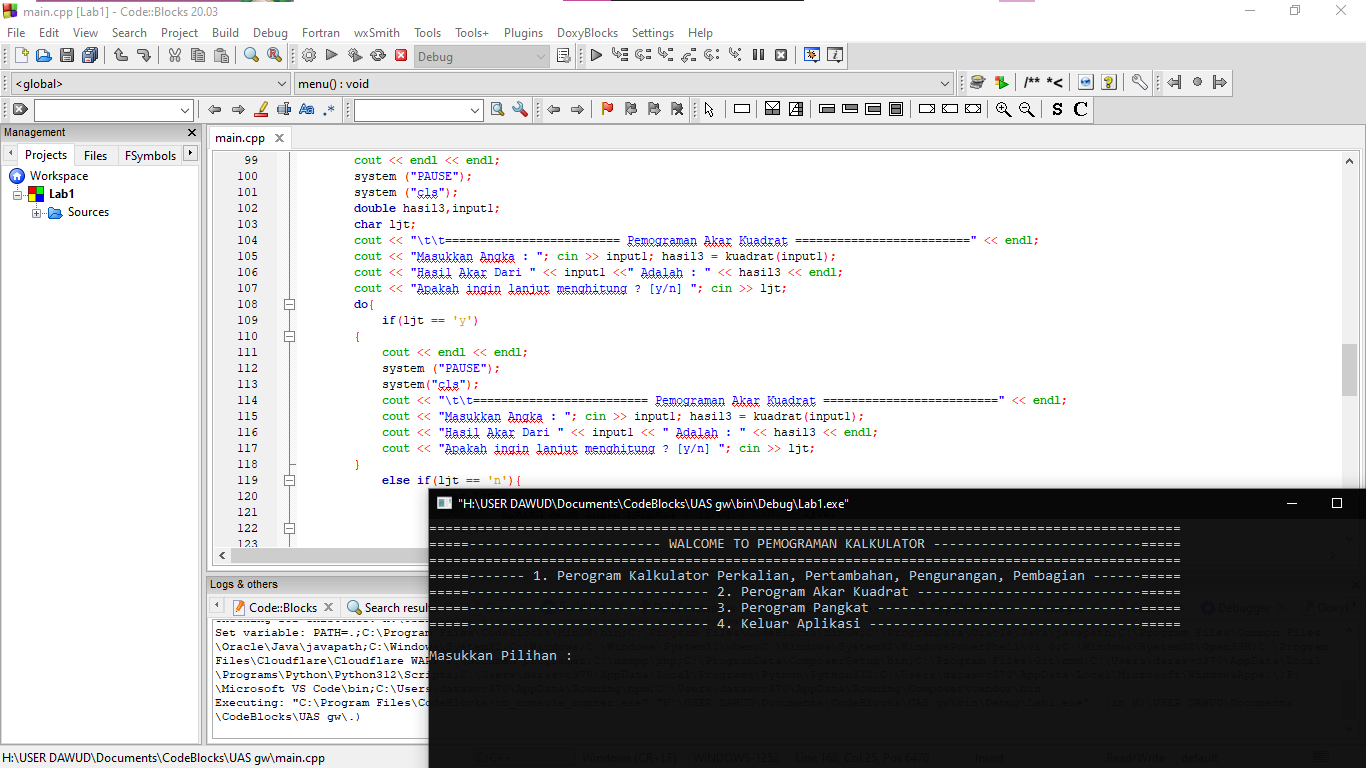 main.cpp [Lab1] - Code::Blocks 20.03
File Edit View Search Project Build Debug Fortran wxSmith Tools Tools+ Plugins DoxyBlocks Settings Help
Debug
<global>
menu() : void
/** *<
Aa .*
S C
Management
Projects Files FSymbols
Workspace
Lab1
Sources
main.cpp
99 cout << endl << endl;
100 system ("PAUSE");
101 system ("cls");
102 double hasil3,input1;
103 char ljt;
104 cout << "\t\t========================= Pemograman Akar Kuadrat =========================" << endl;
105 cout << "Masukkan Angka : "; cin >> input1; hasil3 = kuadrat(input1);
106 cout << "Hasil Akar Dari " << input1 <<" Adalah : " << hasil3 << endl;
107 cout << "Apakah ingin lanjut menghitung ? [y/n] "; cin >> ljt;
108 do{
109 if(ljt == 'y')
110 {
111 cout << endl << endl;
112 system ("PAUSE");
113 system("cls");
114 cout << "\t\t========================= Pemograman Akar Kuadrat =========================" << endl;
115 cout << "Masukkan Angka : "; cin >> input1; hasil3 = kuadrat(input1);
116 cout << "Hasil Akar Dari " << input1 << " Adalah : " << hasil3 << endl;
117 cout << "Apakah ingin lanjut menghitung ? [y/n] "; cin >> ljt;
118 }
119 else if(ljt == 'n'){
120
121
122
123
Logs & others
Code::Blocks Search resul
Set variable: PATH=.;C:\Program
\Oracle\Java\javapath;C:\Window
Files\Cloudflare\Cloudflare WAR
\Programs\Python\Python312\Scrip
\Microsoft VS Code\bin;C:\Users
Executing: "C:\Program Files\Cod
\CodeBlocks\UAS gw\.)
H:\USER DAWUD\Documents\CodeBlocks\UAS gw\main.cpp
"H:\USER DAWUD\Documents\CodeBlocks\UAS gw\bin\Debug\Lab1.exe"
==============================================================================================
=====------------------------ WALCOME TO PEMOGRAMAN KALKULATOR --------------------------=====
==============================================================================================
=====------- 1. Perogram Kalkulator Perkalian, Pertambahan, Pengurangan, Pembagian ------=====
=====------------------------------ 2. Perogram Akar Kuadrat ----------------------------=====
=====------------------------------ 3. Perogram Pangkat ---------------------------------=====
=====------------------------------ 4. Keluar Aplikasi ----------------------------------=====
Masukkan Pilihan :